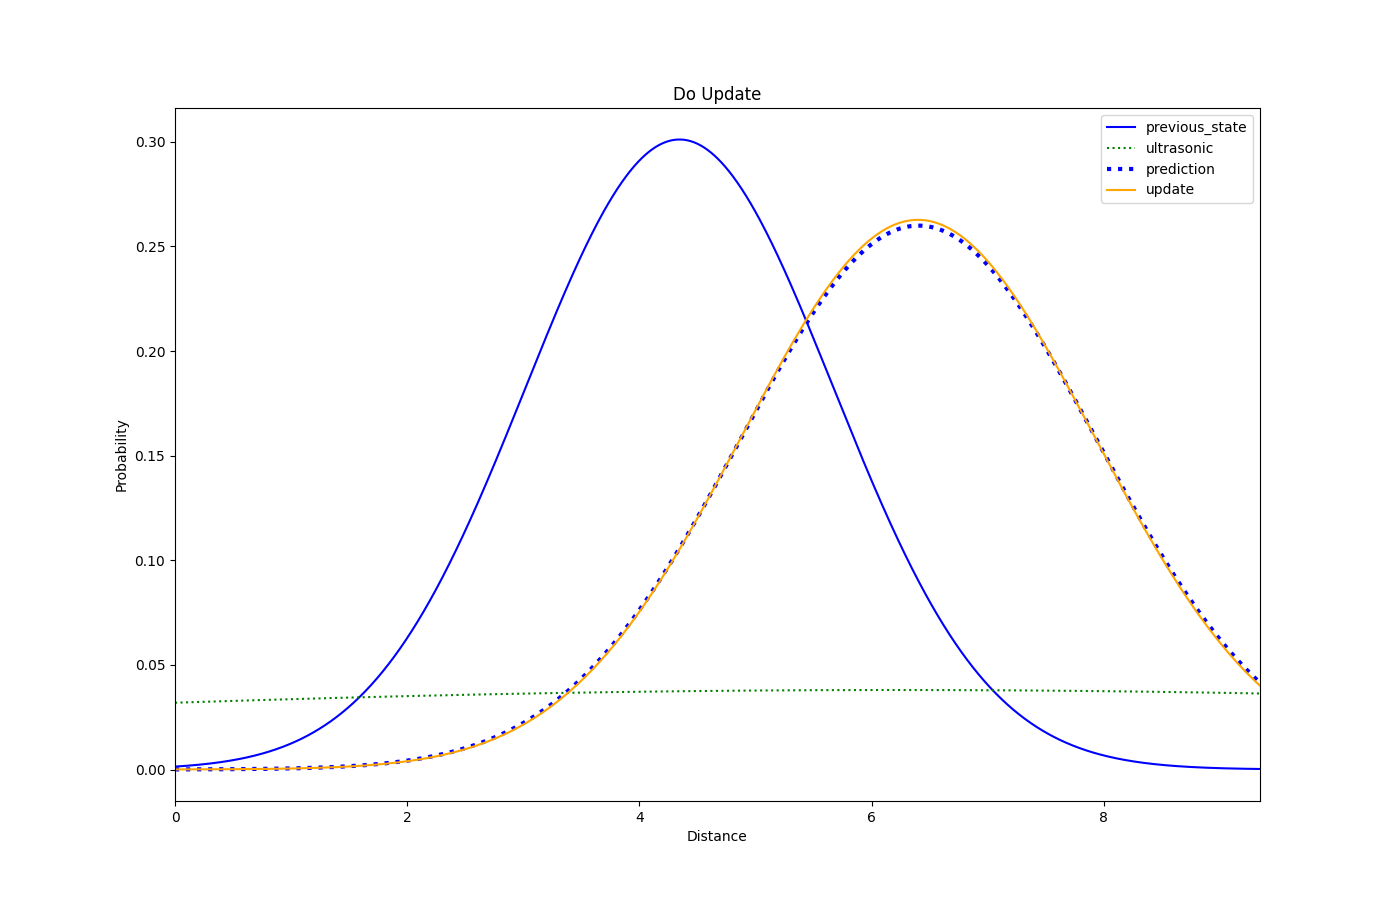 Do Update
previous_state
ultrasonic
prediction
update
Probability
0.30
0.25
0.20
0.15
0.10
0.05
0.00
0 2 4 6 8
Distance